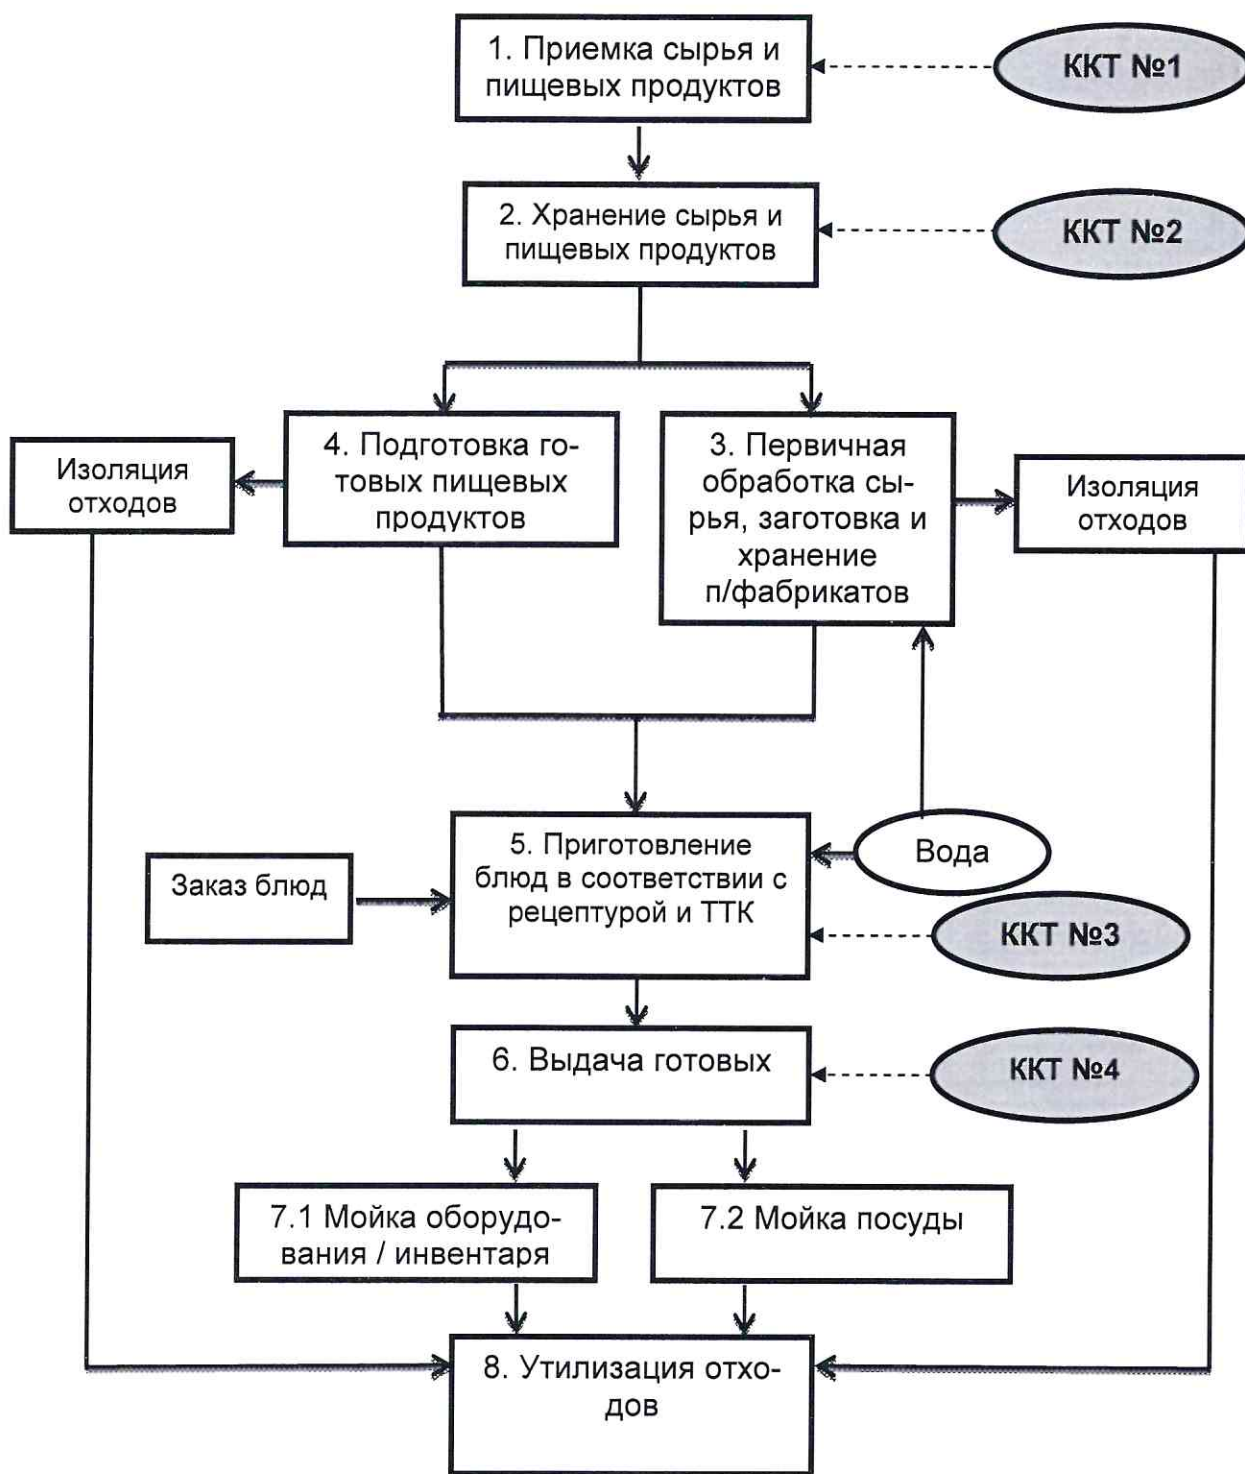 1. Приемка сырья и
пищевых продуктов
ККТ №1
2. Хранение сырья и
пищевых продуктов
ККТ №2
Изоляция
отходов
4. Подготовка го-
товых пищевых
продуктов
3. Первичная
обработка сы-
рья, заготовка и
хранение
п/фабрикатов
Изоляция
отходов
Заказ блюд
5. Приготовление
блюд в соответствии с
рецептурой и ТТК
Вода
ККТ №3
6. Выдача готовых
ККТ №4
7.1 Мойка оборудо-
вания / инвентаря
7.2 Мойка посуды
8. Утилизация отхо-
дов